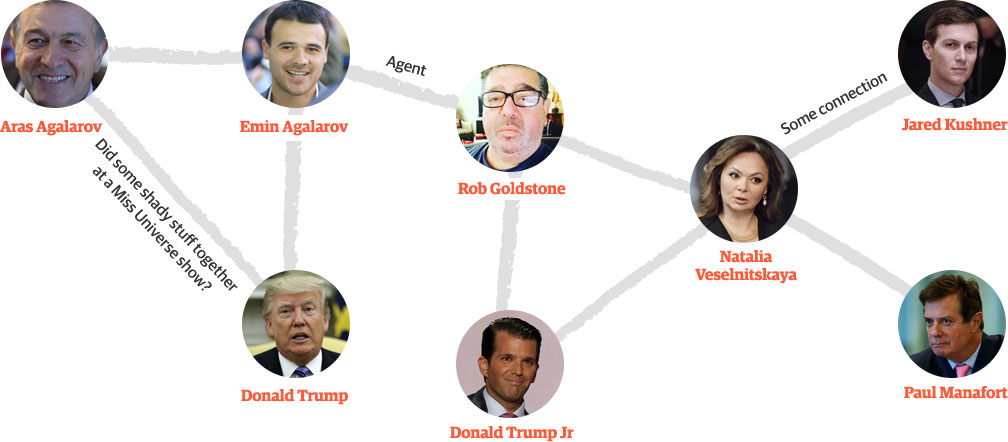 Aras Agalarov
Emin Agalarov
Agent
Rob Goldstone
Some connection
Jared Kushner
Did some shady stuff together
at a Miss Universe show?
Natalia
Veselnitskaya
Donald Trump
Donald Trump Jr
Paul Manafort